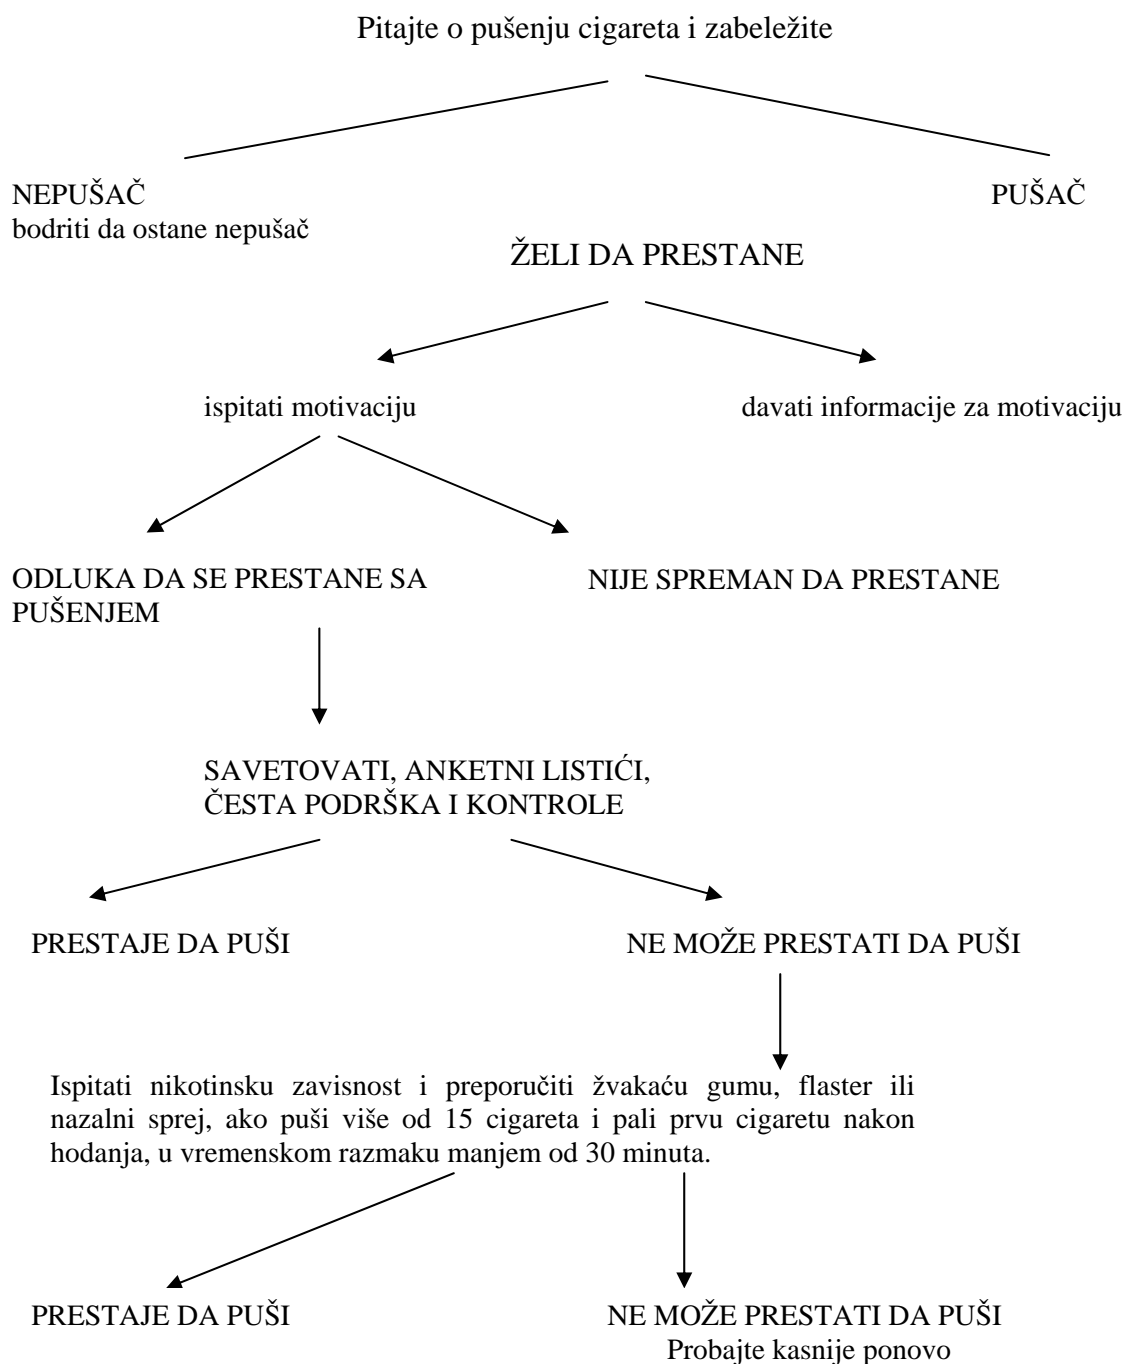 Pitajte o pušenju cigareta i zabeležite
NEPUŠAČ
bodriti da ostane nepušač
PUŠAČ
ŽELI DA PRESTANE
ispitati motivaciju
davati informacije za motivaciju
ODLUKA DA SE PRESTANE SA
PUŠENJEM
NIJE SPREMAN DA PRESTANE
SAVETOVATI, ANKETNI LISTIĆI,
ČESTA PODRŠKA I KONTROLE
PRESTAJE DA PUŠI
NE MOŽE PRESTATI DA PUŠI
Ispitati nikotinsku zavisnost i preporučiti žvakaću gumu, flaster ili
nazalni sprej, ako puši više od 15 cigareta i pali prvu cigaretu nakon
hodanja, u vremenskom razmaku manjem od 30 minuta.
PRESTAJE DA PUŠI
NE MOŽE PRESTATI DA PUŠI
Probajte kasnije ponovo